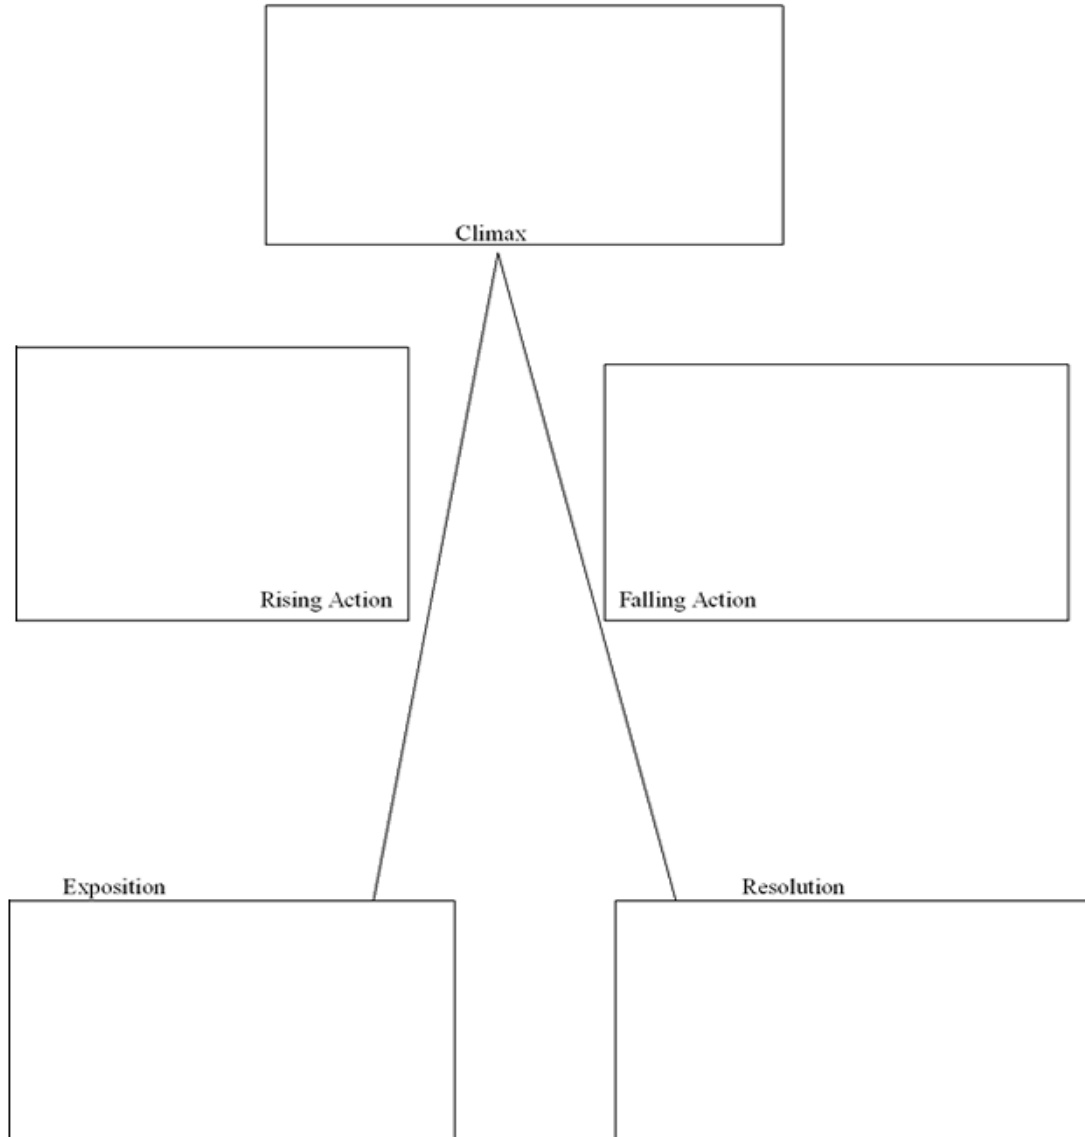 Climax
Rising Action
Falling Action
Exposition
Resolution